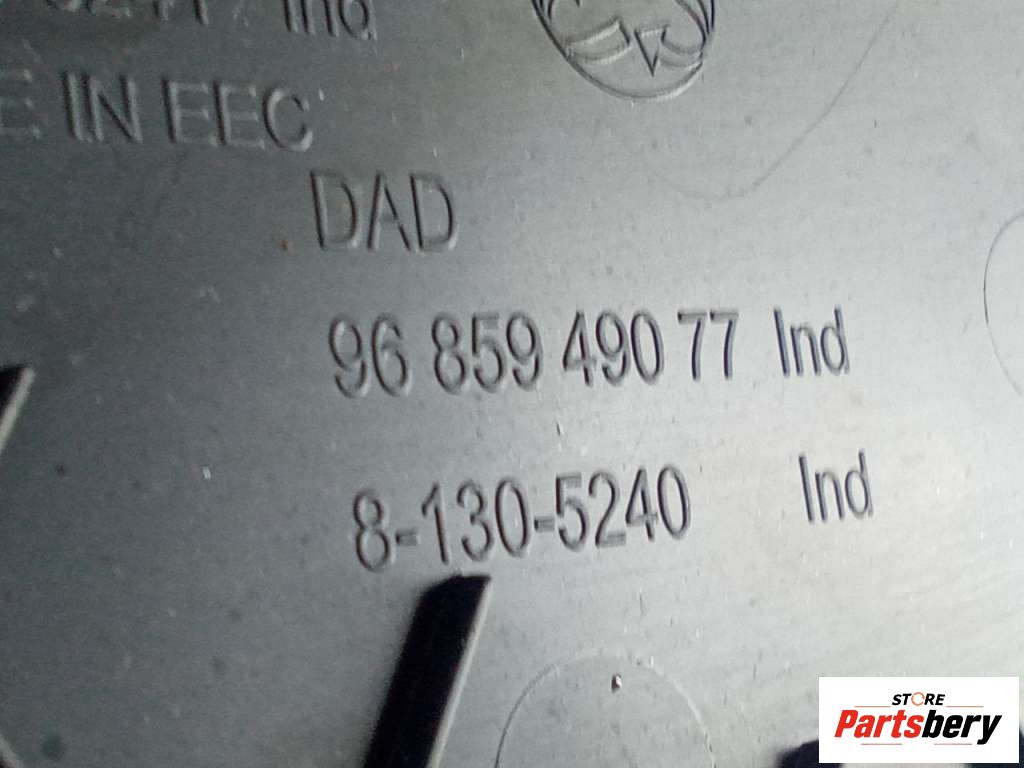 IN EEC
DAD
96 859 490 77 Ind
8-130-5240 Ind
STORE
Partsbery